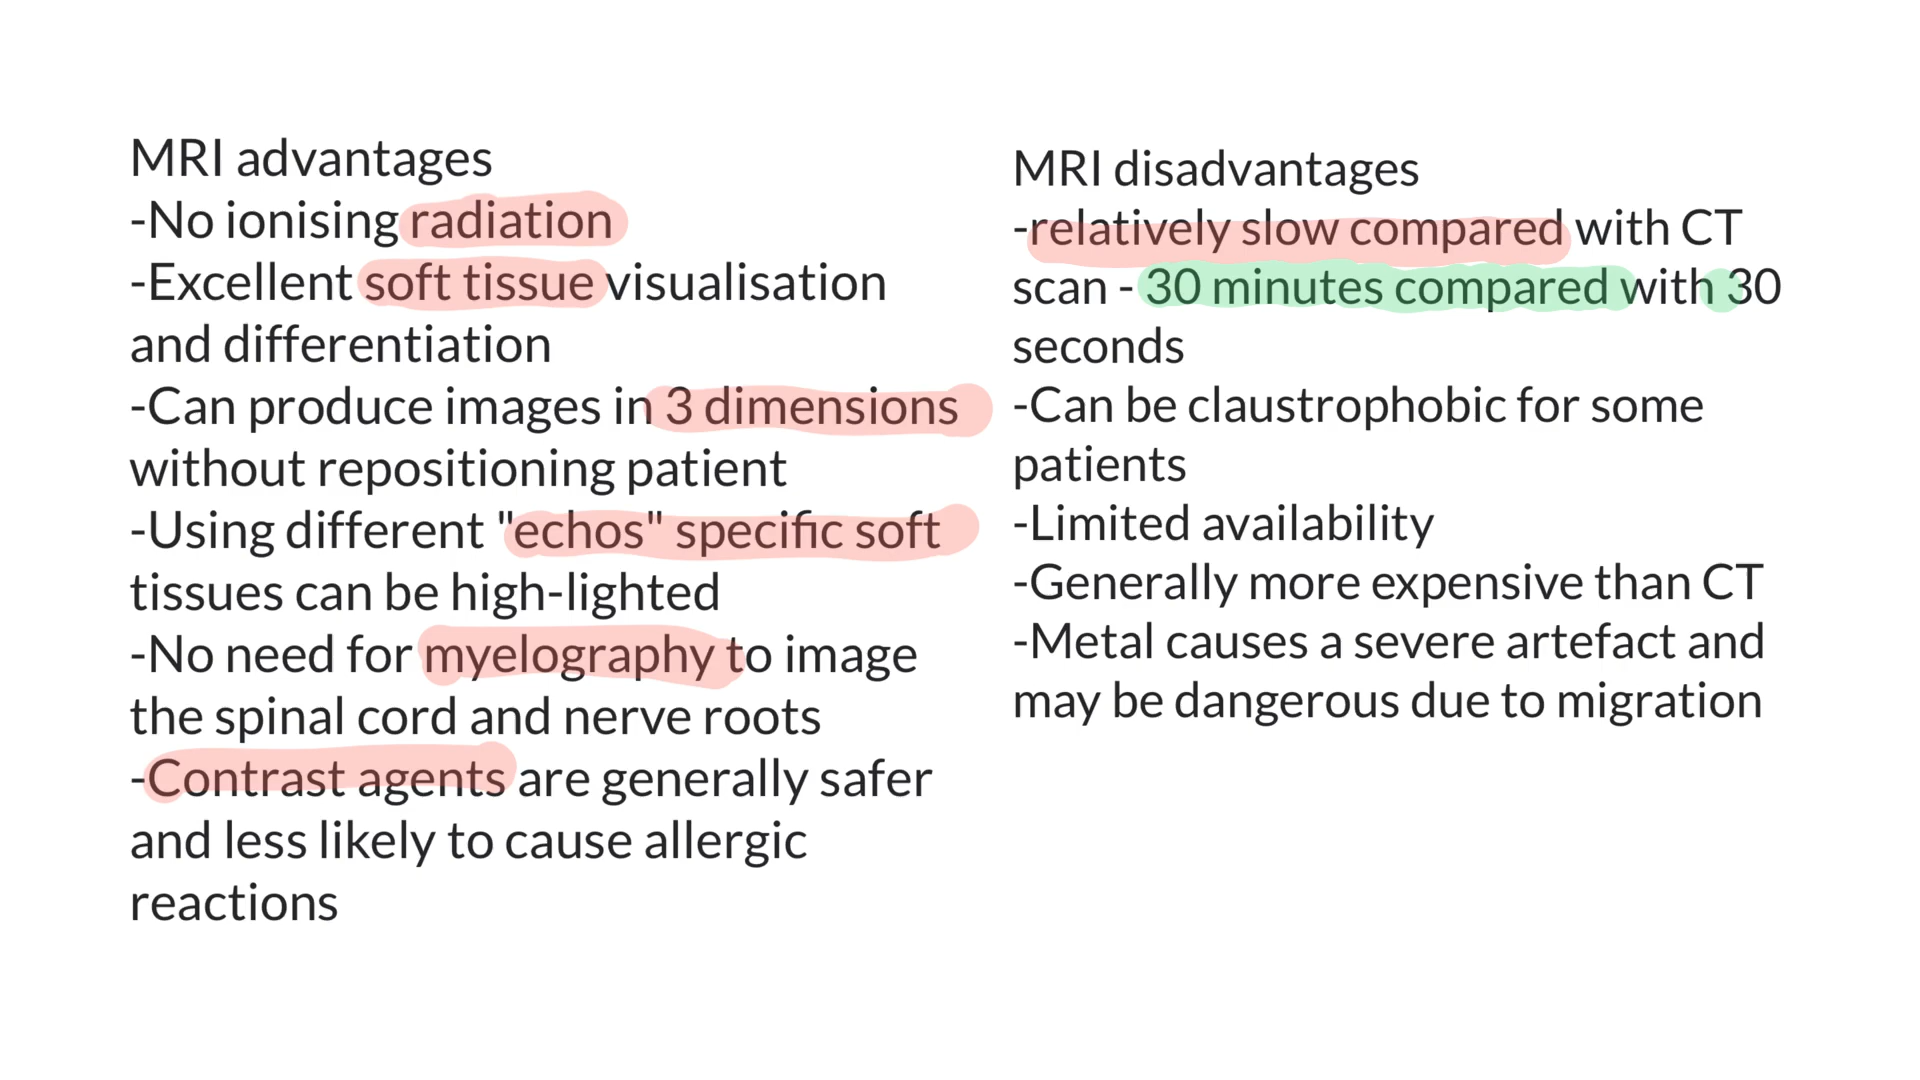 MRI advantages
-No ionising radiation
-Excellent soft tissue visualisation
and differentiation
-Can produce images in 3 dimensions
without repositioning patient
-Using different "echos" specific soft
tissues can be high-lighted
-No need for myelography to image
the spinal cord and nerve roots
-Contrast agents are generally safer
and less likely to cause allergic
reactions
MRI disadvantages
-relatively slow compared with CT
scan - 30 minutes compared with 30
seconds
-Can be claustrophobic for some
patients
-Limited availability
-Generally more expensive than CT
-Metal causes a severe artefact and
may be dangerous due to migration